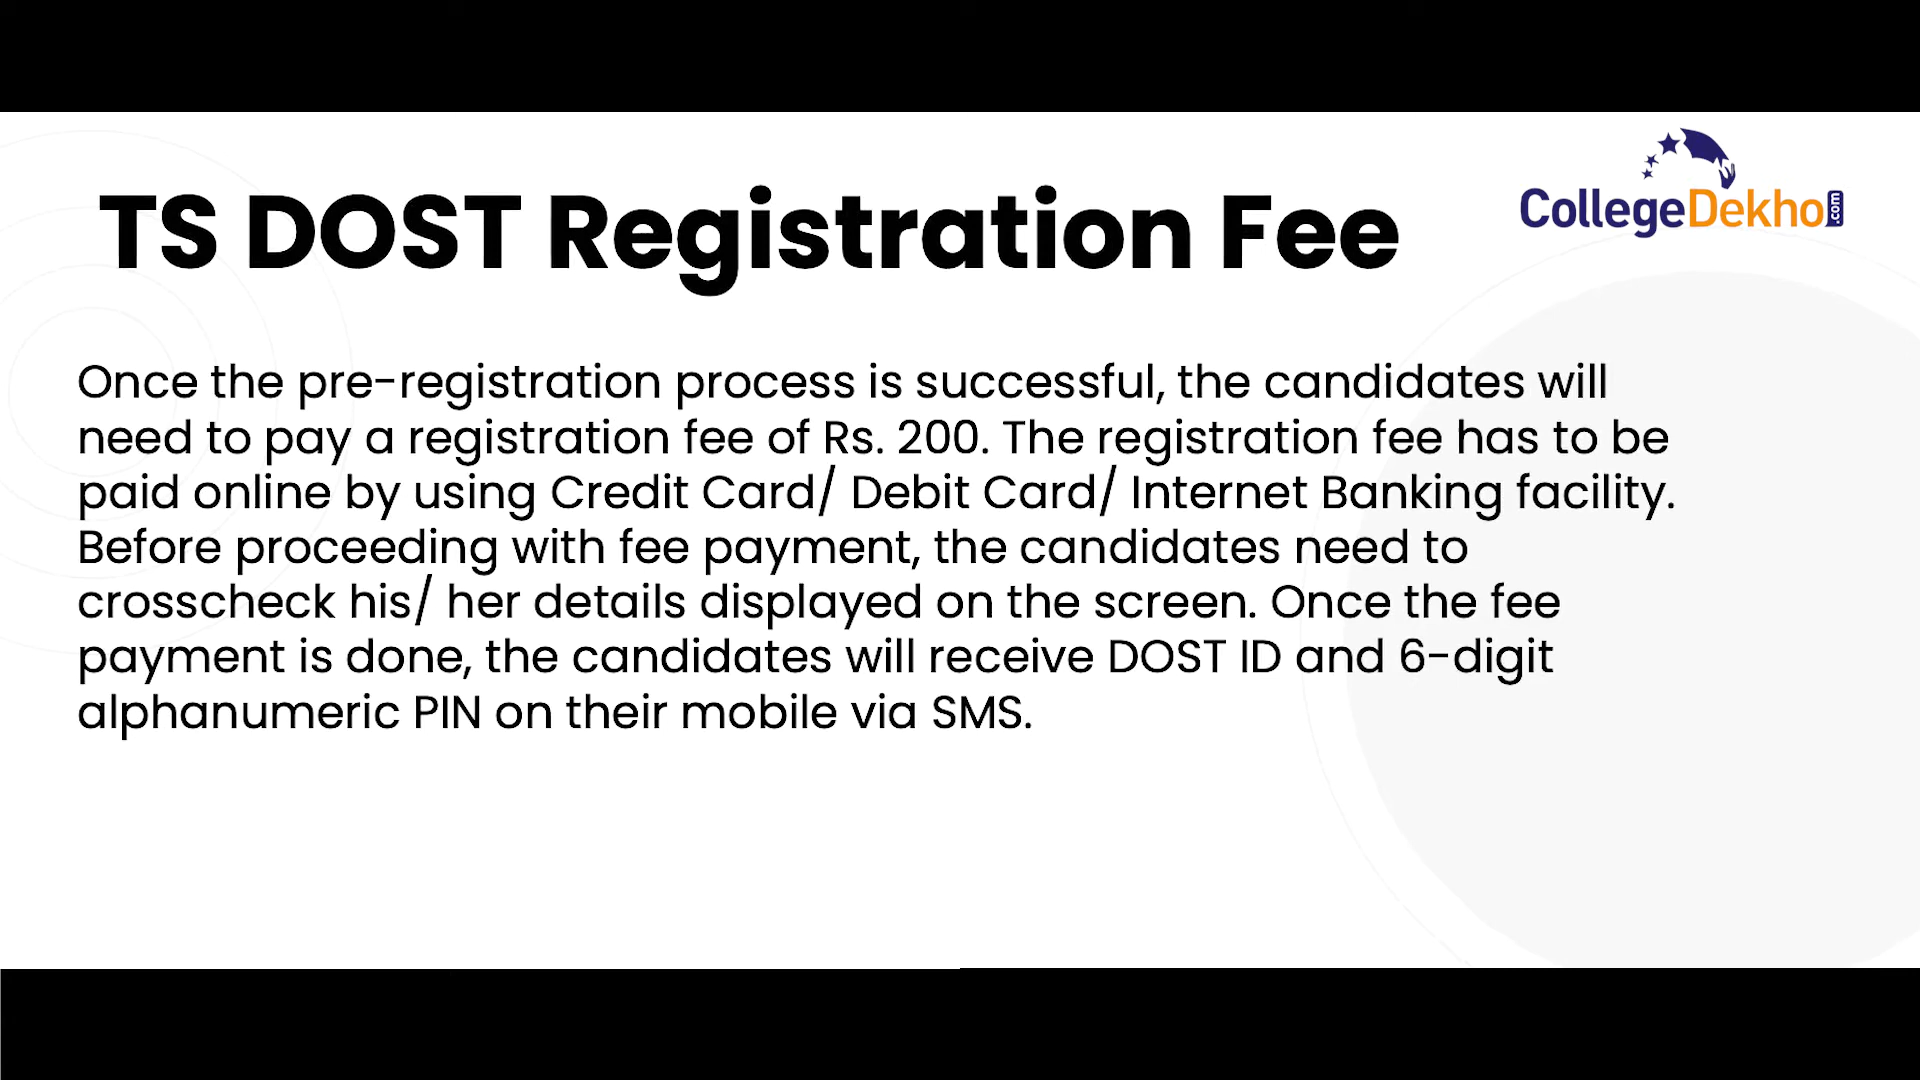 TS DOST Registration Fee
CollegeDekho.com
Once the pre-registration process is successful, the candidates will
need to pay a registration fee of Rs. 200. The registration fee has to be
paid online by using Credit Card/ Debit Card/ Internet Banking facility.
Before proceeding with fee payment, the candidates need to
crosscheck his/ her details displayed on the screen. Once the fee
payment is done, the candidates will receive DOST ID and 6-digit
alphanumeric PIN on their mobile via SMS.